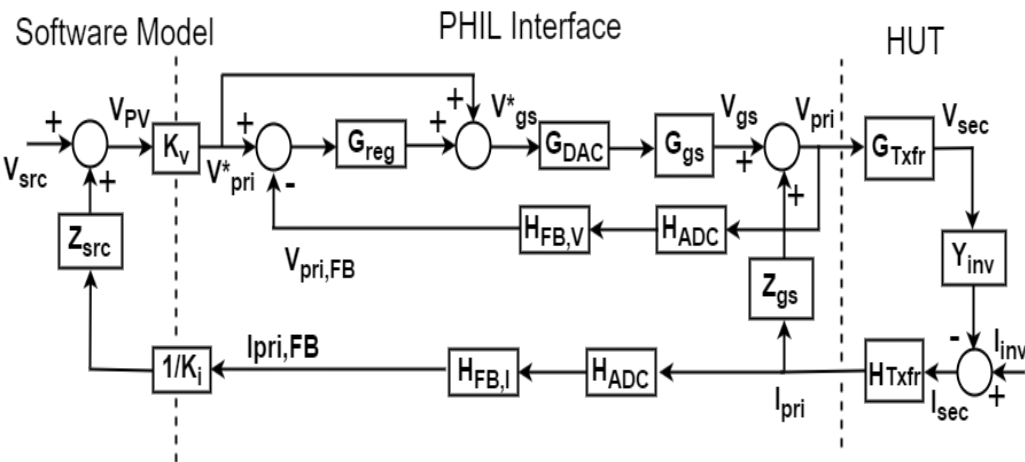 Software Model
PHIL Interface
HUT
+
V_PV
K_v
+
V*_pri
-
G_reg
+
+
V*_gs
G_DAC
G_gs
V_gs
+
V_pri
G_Txfr
V_sec
V_src
+
+
Z_src
V_pri,FB
H_FB,V
H_ADC
Z_gs
Y_inv
1/K_i
Ipri,FB
H_FB,I
H_ADC
I_pri
H_Txfr
I_sec
-
+
I_inv